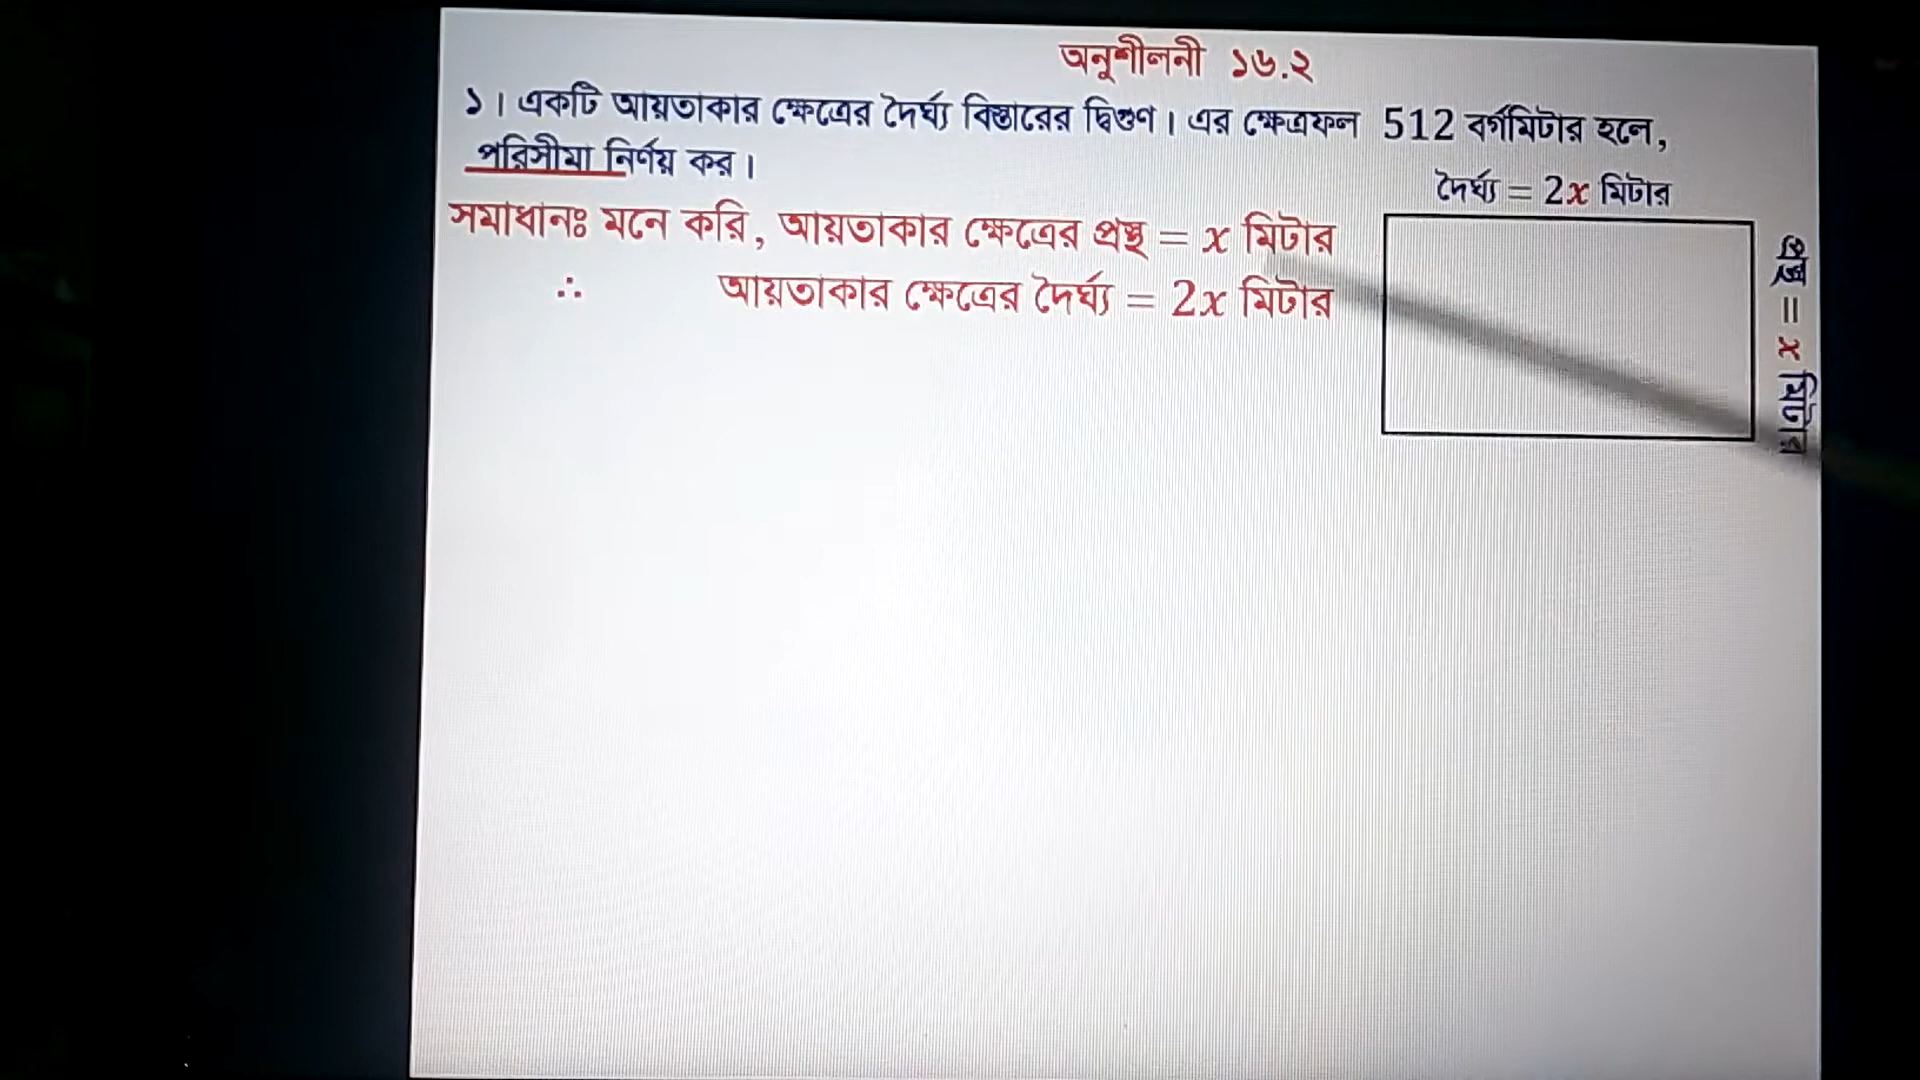 অনুশীলনী ১৬.২
১। একটি আয়তাকার ক্ষেত্রের দৈর্ঘ্য বিস্তারের দ্বিগুণ। এর ক্ষেত্রফল 512 বর্গমিটার হলে,
পরিসীমা নির্ণয় কর।
দৈর্ঘ্য = 2x মিটার
সমাধানঃ মনে করি, আয়তাকার ক্ষেত্রের প্রস্থ = x মিটার
∴ আয়তাকার ক্ষেত্রের দৈর্ঘ্য = 2x মিটার
প্রস্থ = x মিটার